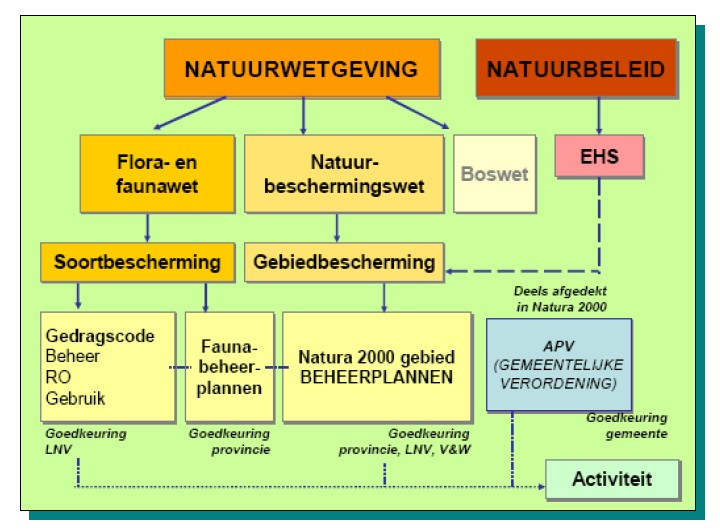 NATUURWETGEVING
NATUURBELEID
Flora- en
faunawet
Natuur-
beschermingswet
Boswet
EHS
Soortbescherming
Gebiedbescherming
Deels afgedekt
in Natura 2000
Gedragscode
Beheer
RO
Gebruik
Fauna-
beheer-
plannen
Natura 2000 gebied
BEHEERPLANNEN
APV
(GEMEENTELIJKE
VERORDENING)
Goedkeuring
LNV
Goedkeuring
provincie
Goedkeuring
provincie, LNV, V&W
Goedkeuring
gemeente
Activiteit